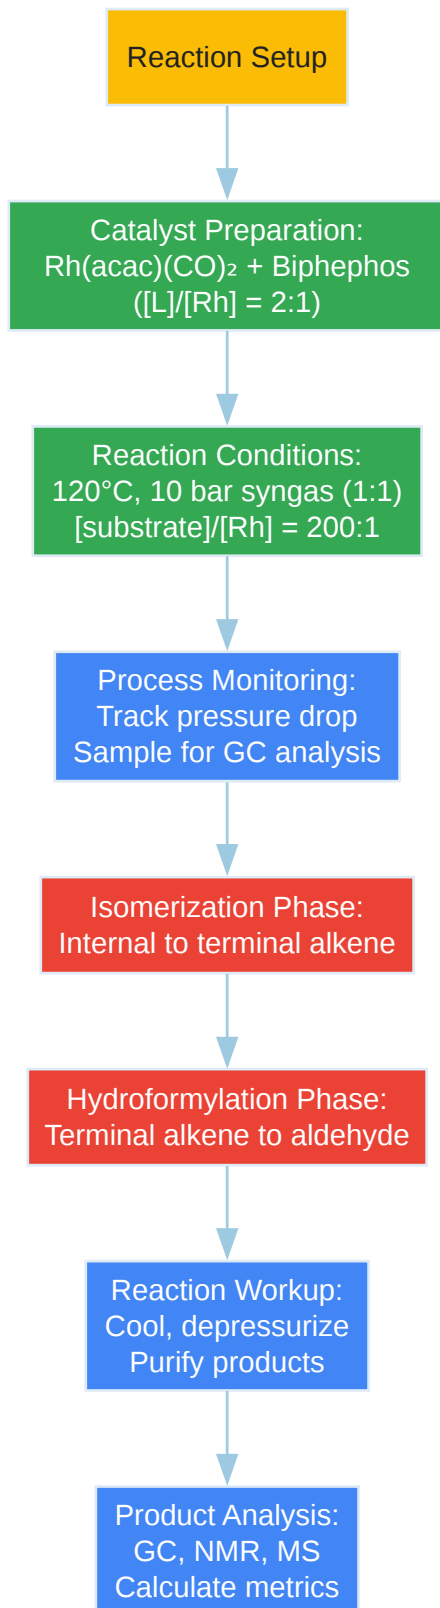 Reaction Setup
Catalyst Preparation:
Rh(acac)(CO)₂ + Biphephos
([L]/[Rh] = 2:1)
Reaction Conditions:
120°C, 10 bar syngas (1:1)
[substrate]/[Rh] = 200:1
Process Monitoring:
Track pressure drop
Sample for GC analysis
Isomerization Phase:
Internal to terminal alkene
Hydroformylation Phase:
Terminal alkene to aldehyde
Reaction Workup:
Cool, depressurize
Purify products
Product Analysis:
GC, NMR, MS
Calculate metrics